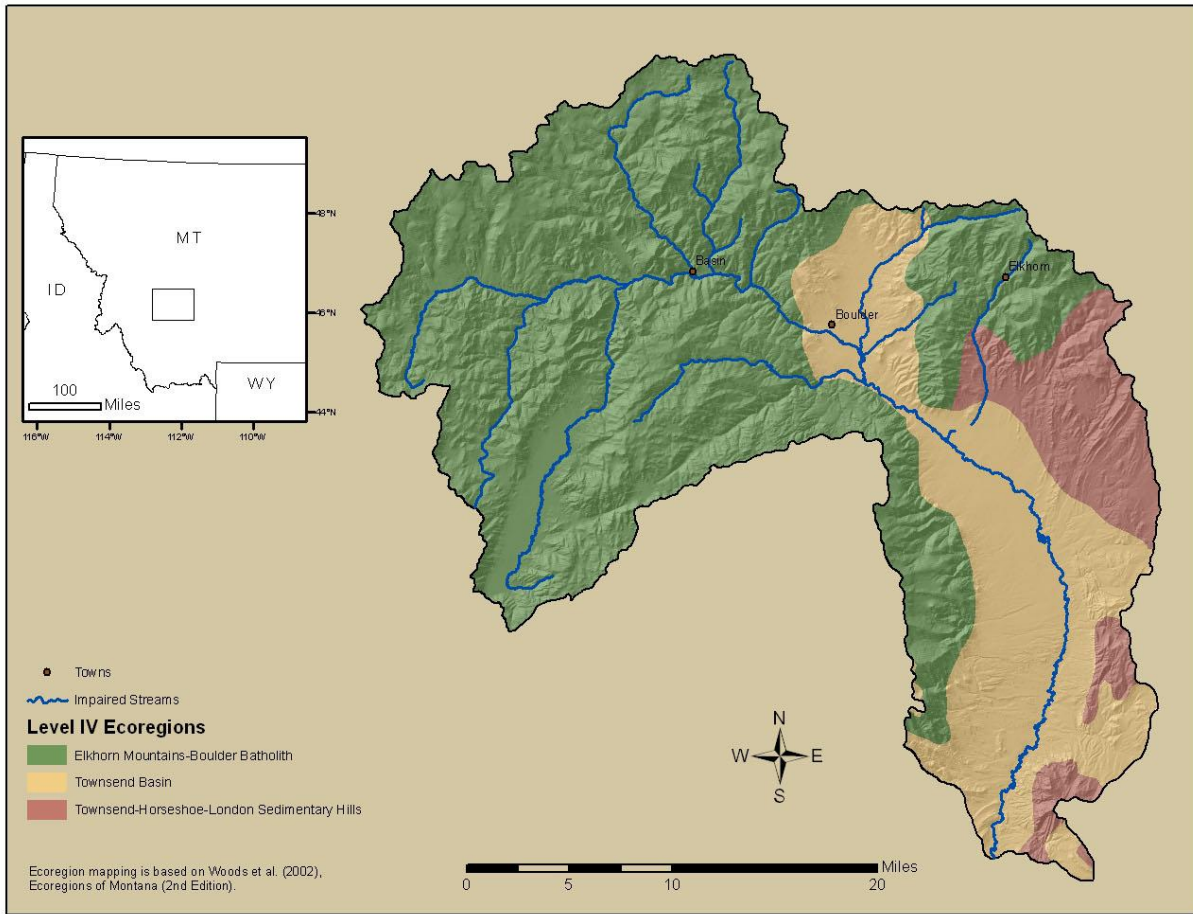 MT
ID
WY
100
Miles
48°N
46°N
44°N
116°W
114°W
112°W
110°W
Basin
Elkhorn
Boulder
Towns
Impaired Streams
Level IV Ecoregions
Elkhorn Mountains-Boulder Batholith
Townsend Basin
Townsend-Horseshoe-London Sedimentary Hills
N
W
E
S
Ecoregion mapping is based on Woods et al. (2002),
Ecoregions of Montana (2nd Edition).
Miles
0
5
10
20